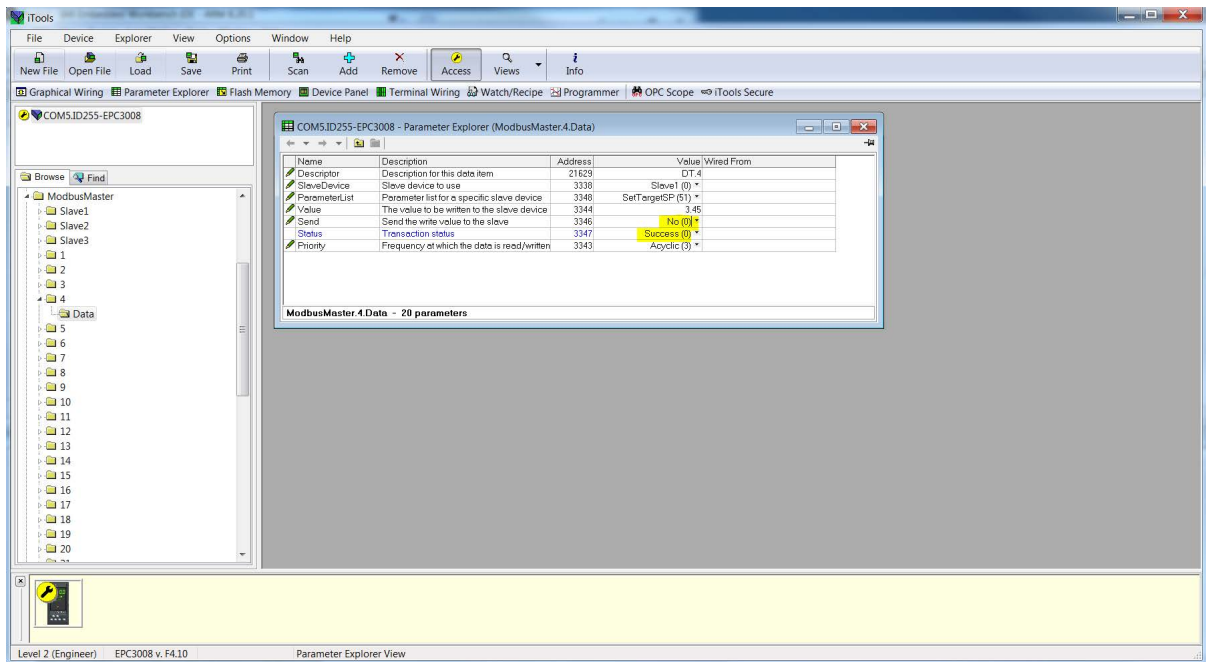 iTools
File Device Explorer View Options Window Help
New File Open File Load Save Print Scan Add Remove Access Views Info
Graphical Wiring Parameter Explorer Flash Memory Device Panel Terminal Wiring Watch/Recipe Programmer OPC Scope iTools Secure
COM5.ID255-EPC3008
Browse Find
ModbusMaster
Slave1
Slave2
Slave3
1
2
3
4
Data
5
6
7
8
9
10
11
12
13
14
15
16
17
18
19
20
COM5.ID255-EPC3008 - Parameter Explorer (ModbusMaster.4.Data)
Name Description Address Value Wired From
Descriptor Description for this data item 21629 DT.4
SlaveDevice Slave device to use 3338 Slave1 (0)
ParameterList Parameter list for a specific slave device 3348 SetTargetSP (51)
Value The value to be written to the slave device 3344 3.45
Send Send the write value to the slave 3346 No (0)
Status Transaction status 3347 Success (0)
Priority Frequency at which the data is read/written 3343 Acyclic (3)
ModbusMaster.4.Data - 20 parameters
Level 2 (Engineer) EPC3008 v. F4.10 Parameter Explorer View